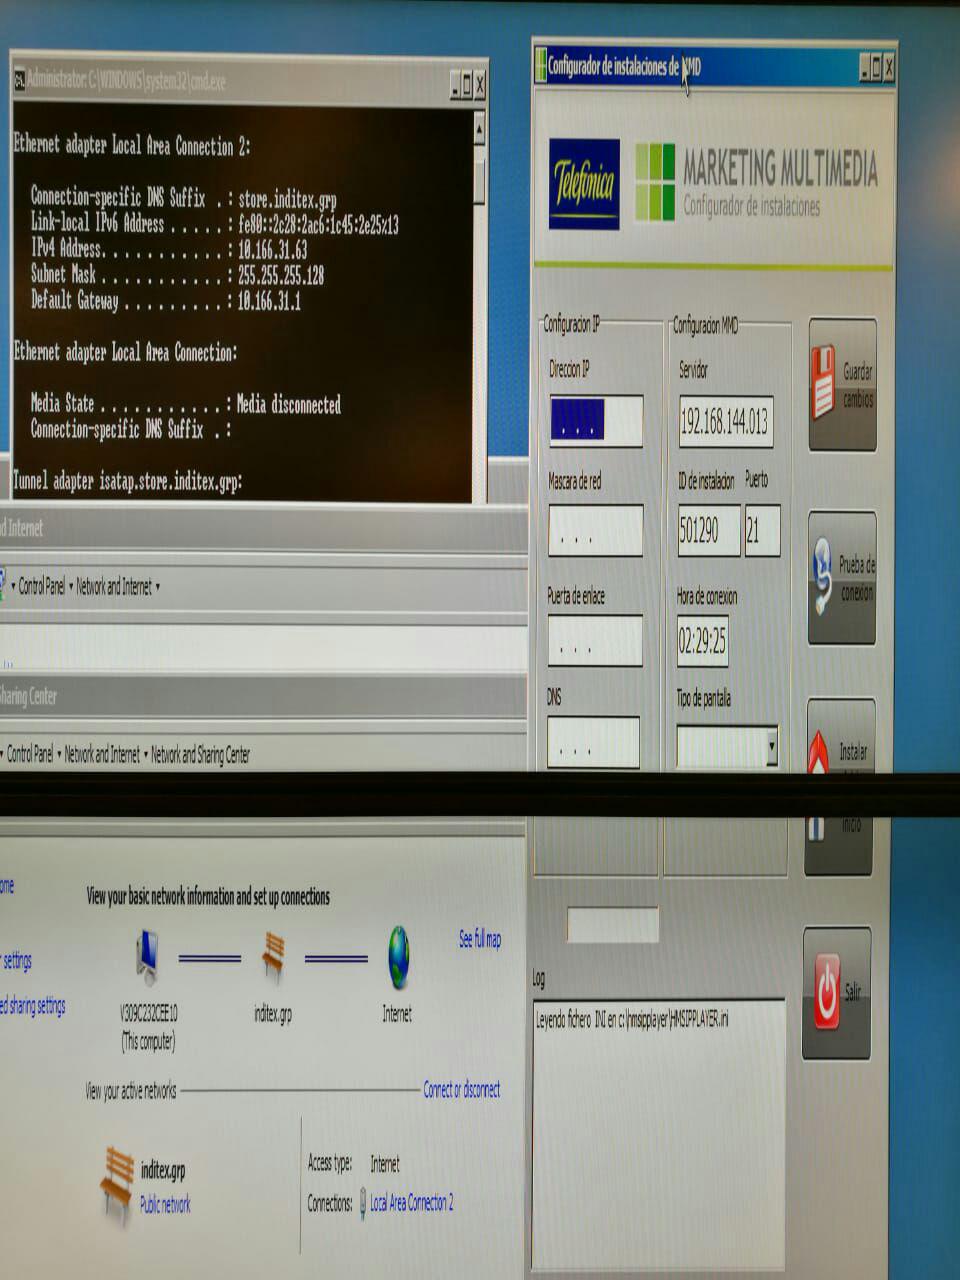 Administrator: C:\WINDOWS\system32\cmd.exe
Ethernet adapter Local Area Connection 2:
Connection-specific DNS Suffix . : store.inditex.grp
Link-local IPv6 Address . . . . . : fe80::2c28:2ac6:1c45:2e25%13
IPv4 Address. . . . . . . . . . . : 10.166.31.63
Subnet Mask . . . . . . . . . . . : 255.255.255.128
Default Gateway . . . . . . . . . : 10.166.31.1
Ethernet adapter Local Area Connection:
Media State . . . . . . . . . . . : Media disconnected
Connection-specific DNS Suffix . :
Tunnel adapter isatap.store.inditex.grp:
d Internet
Control Panel ▾ Network and Internet ▾
Sharing Center
Control Panel ▾ Network and Internet ▾ Network and Sharing Center
ome
settings
ed sharing settings
View your basic network information and set up connections
See full map
V309C232CEE10
(This computer)
inditex.grp
Internet
View your active networks
Connect or disconnect
inditex.grp
Public network
Access type: Internet
Connections: Local Area Connection 2
Configurador de instalaciones de MMD
Telefónica
MARKETING MULTIMEDIA
Configurador de instalaciones
Configuracion IP
Direccion IP
. . .
Mascara de red
. . .
Puerta de enlace
. . .
DNS
. . .
Configuracion MMD
Servidor
192.168.144.013
ID de instalacion Puerto
501290 21
Hora de conexion
02:29:25
Tipo de pantalla
Guardar
cambios
Prueba de
conexión
Instalar
inicio
Salir
Log
Leyendo fichero INI en c:\hmsipplayer\HMSIPPLAYER.ini